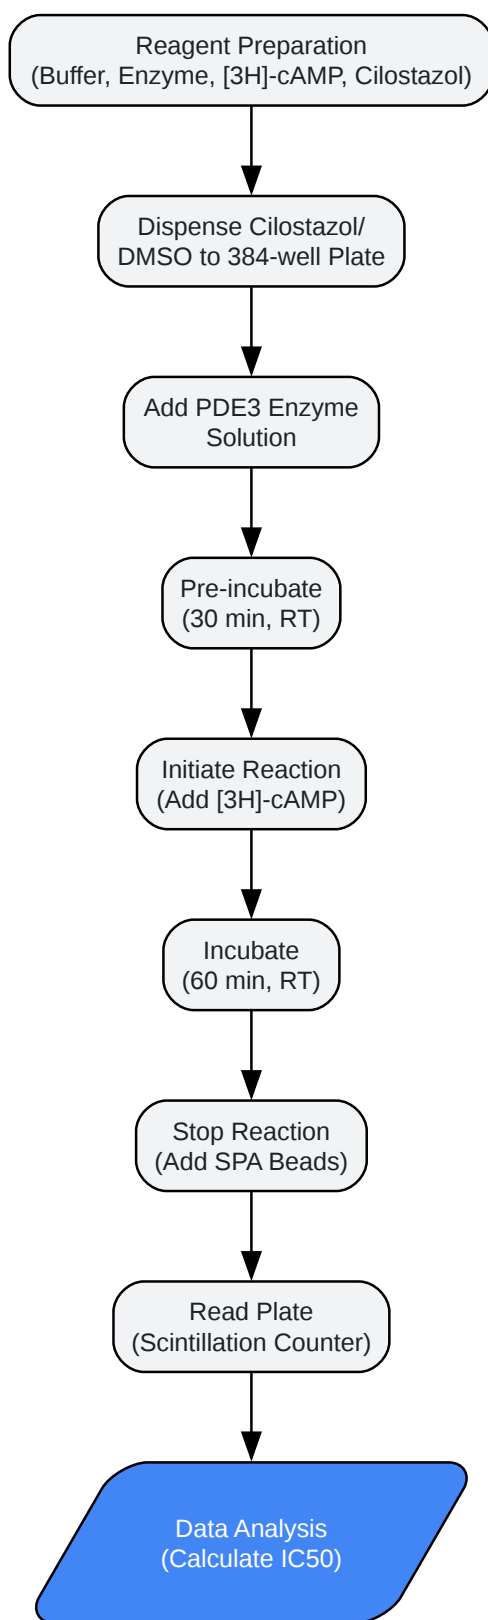 Reagent Preparation
(Buffer, Enzyme, [3H]-cAMP, Cilostazol)
Dispense Cilostazol/
DMSO to 384-well Plate
Add PDE3 Enzyme
Solution
Pre-incubate
(30 min, RT)
Initiate Reaction
(Add [3H]-cAMP)
Incubate
(60 min, RT)
Stop Reaction
(Add SPA Beads)
Read Plate
(Scintillation Counter)
Data Analysis
(Calculate IC50)